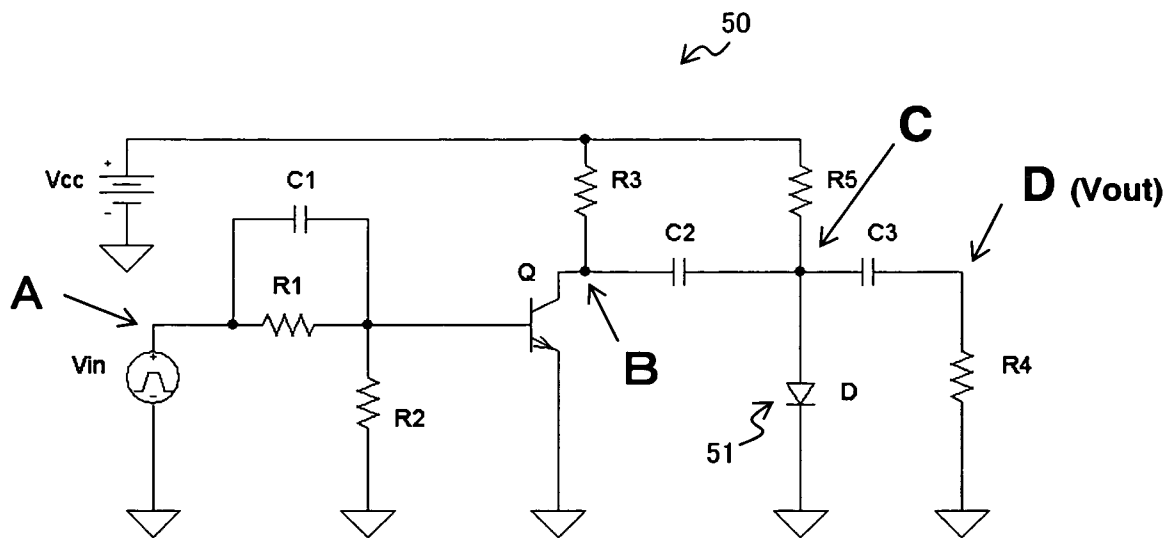 50
C
Vcc
+
-
C1
R3
R5
D (Vout)
C2
C3
Q
A
R1
Vin
+
-
B
R4
R2
D
51